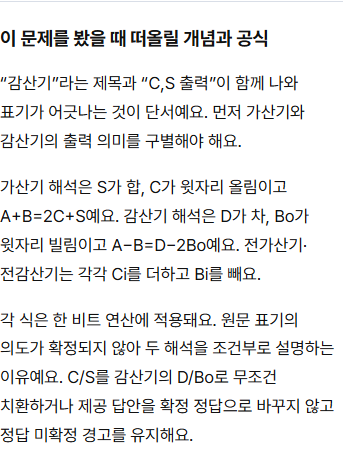 이 문제를 봤을 때 떠올릴 개념과 공식
“감산기”라는 제목과 “C,S 출력”이 함께 나와
표기가 어긋나는 것이 단서예요. 먼저 가산기와
감산기의 출력 의미를 구별해야 해요.
가산기 해석은 S가 합, C가 윗자리 올림이고
A+B=2C+S예요. 감산기 해석은 D가 차, Bo가
윗자리 빌림이고 A−B=D−2Bo예요. 전가산기·
전감산기는 각각 Ci를 더하고 Bi를 빼요.
각 식은 한 비트 연산에 적용돼요. 원문 표기의
의도가 확정되지 않아 두 해석을 조건부로 설명하는
이유예요. C/S를 감산기의 D/Bo로 무조건
치환하거나 제공 답안을 확정 정답으로 바꾸지 않고
정답 미확정 경고를 유지해요.